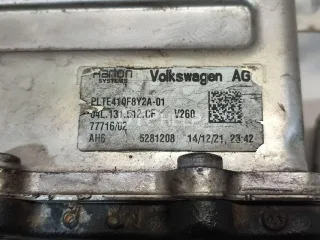 Hanon Volkswagen AG
SYSTEMS
PLTE410F8Y2A-01
04L.131.512.CF V260
77716/02
AH6 5281208 14/12/21, 23:42